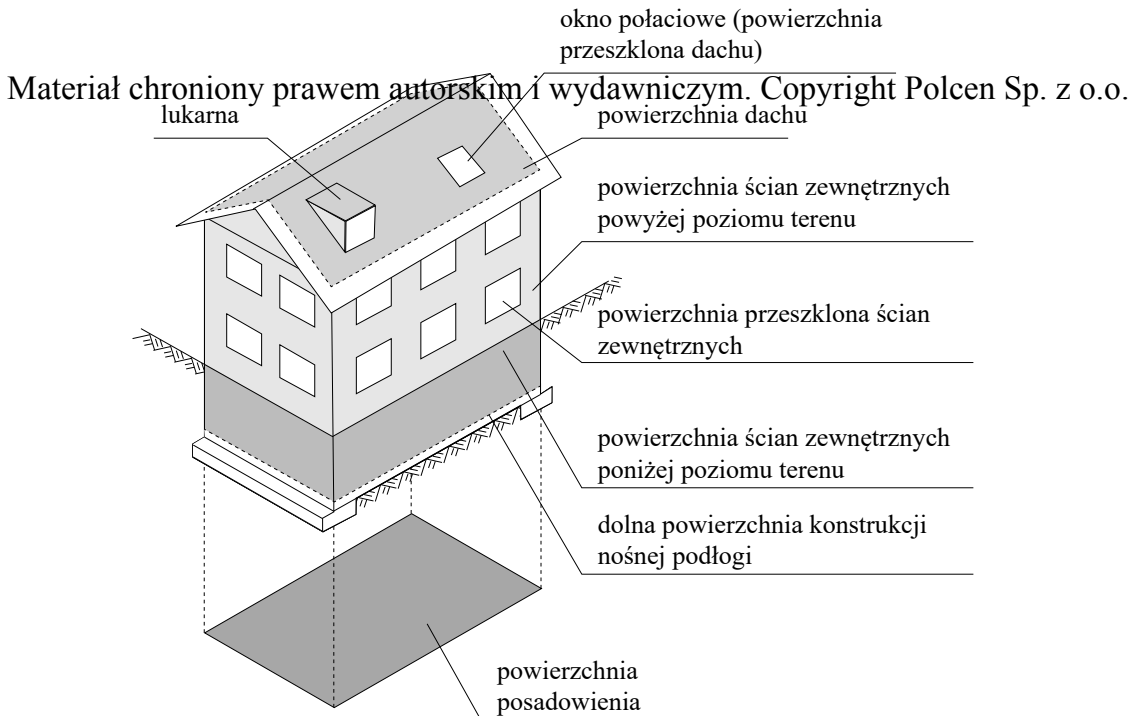 okno połaciowe (powierzchnia
przeszklona dachu)
Materiał chroniony prawem autorskim i wydawniczym. Copyright Polcen Sp. z o.o.
lukarna
powierzchnia dachu
powierzchnia ścian zewnętrznych
powyżej poziomu terenu
powierzchnia przeszklona ścian
zewnętrznych
powierzchnia ścian zewnętrznych
poniżej poziomu terenu
dolna powierzchnia konstrukcji
nośnej podłogi
powierzchnia
posadowienia